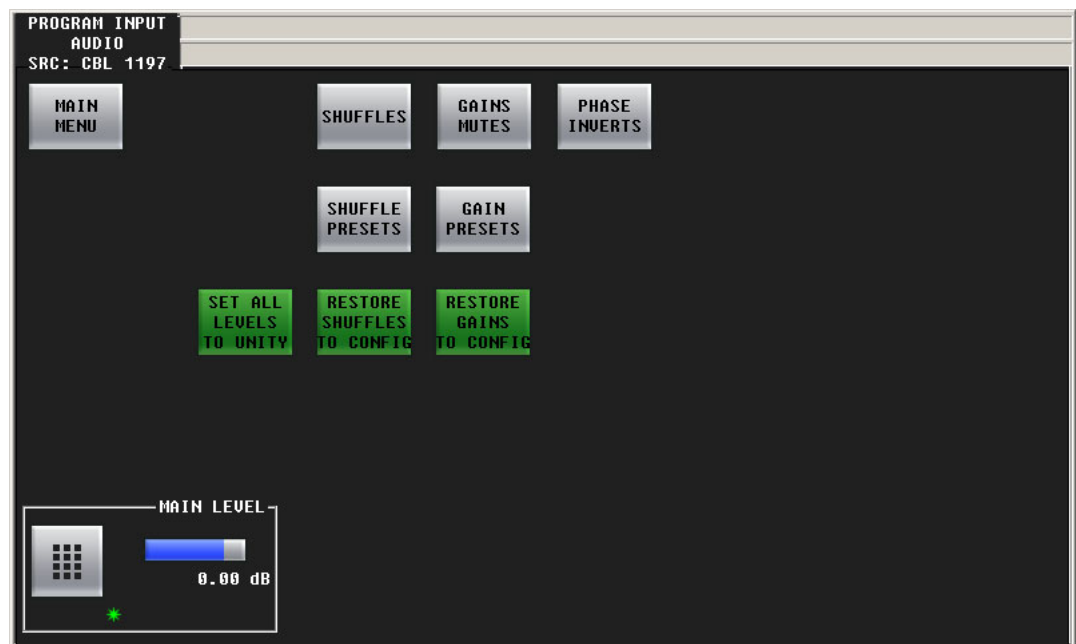 PROGRAM INPUT
AUDIO
SRC: CBL 1197
MAIN
MENU
SHUFFLES
GAINS
MUTES
PHASE
INVERTS
SHUFFLE
PRESETS
GAIN
PRESETS
SET ALL
LEVELS
TO UNITY
RESTORE
SHUFFLES
TO CONFIG
RESTORE
GAINS
TO CONFIG
MAIN LEVEL
0.00 dB